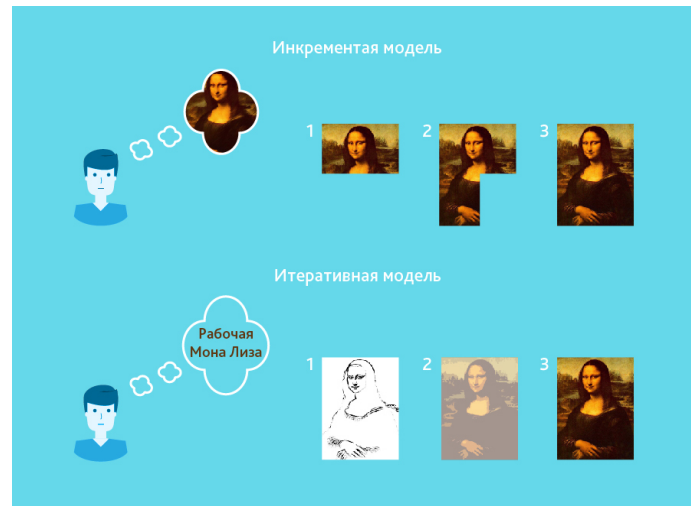 Инкрементая модель
1 2 3
Итеративная модель
Рабочая
Мона Лиза
1 2 3